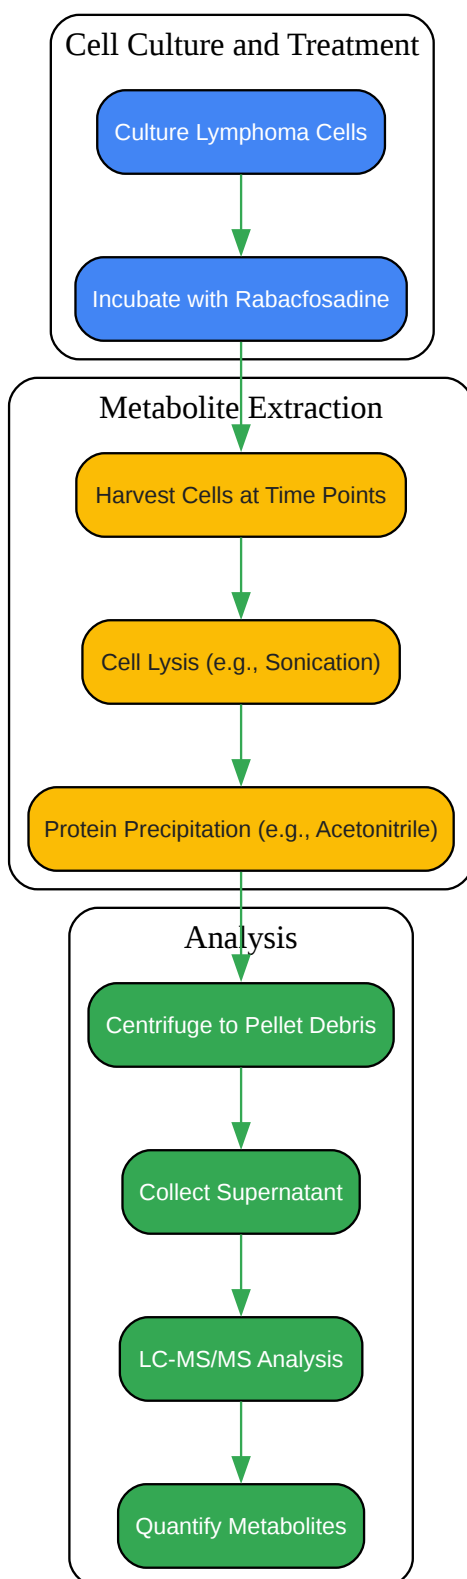 Cell Culture and Treatment
Culture Lymphoma Cells
Incubate with Rabacfosadine
Metabolite Extraction
Harvest Cells at Time Points
Cell Lysis (e.g., Sonication)
Protein Precipitation (e.g., Acetonitrile)
Analysis
Centrifuge to Pellet Debris
Collect Supernatant
LC-MS/MS Analysis
Quantify Metabolites